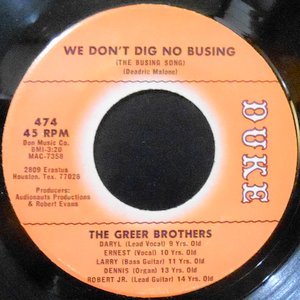 WE DON'T DIG NO BUSING
(THE BUSING SONG)
(Deadric Malone)
474
45 RPM
Don Music Co.
BMI-3:20
MAC-7358
2809 Erastus
Houston, Tex. 77026
Producers:
Audionauts Productions
& Robert Evans
DUKE
THE GREER BROTHERS
DARYL (Lead Vocal) 9 Yrs. Old
ERNEST (Vocal) 10 Yrs. Old
LARRY (Bass Guitar) 11 Yrs. Old
DENNIS (Organ) 13 Yrs. Old
ROBERT JR. (Lead Guitar) 14 Yrs. Old